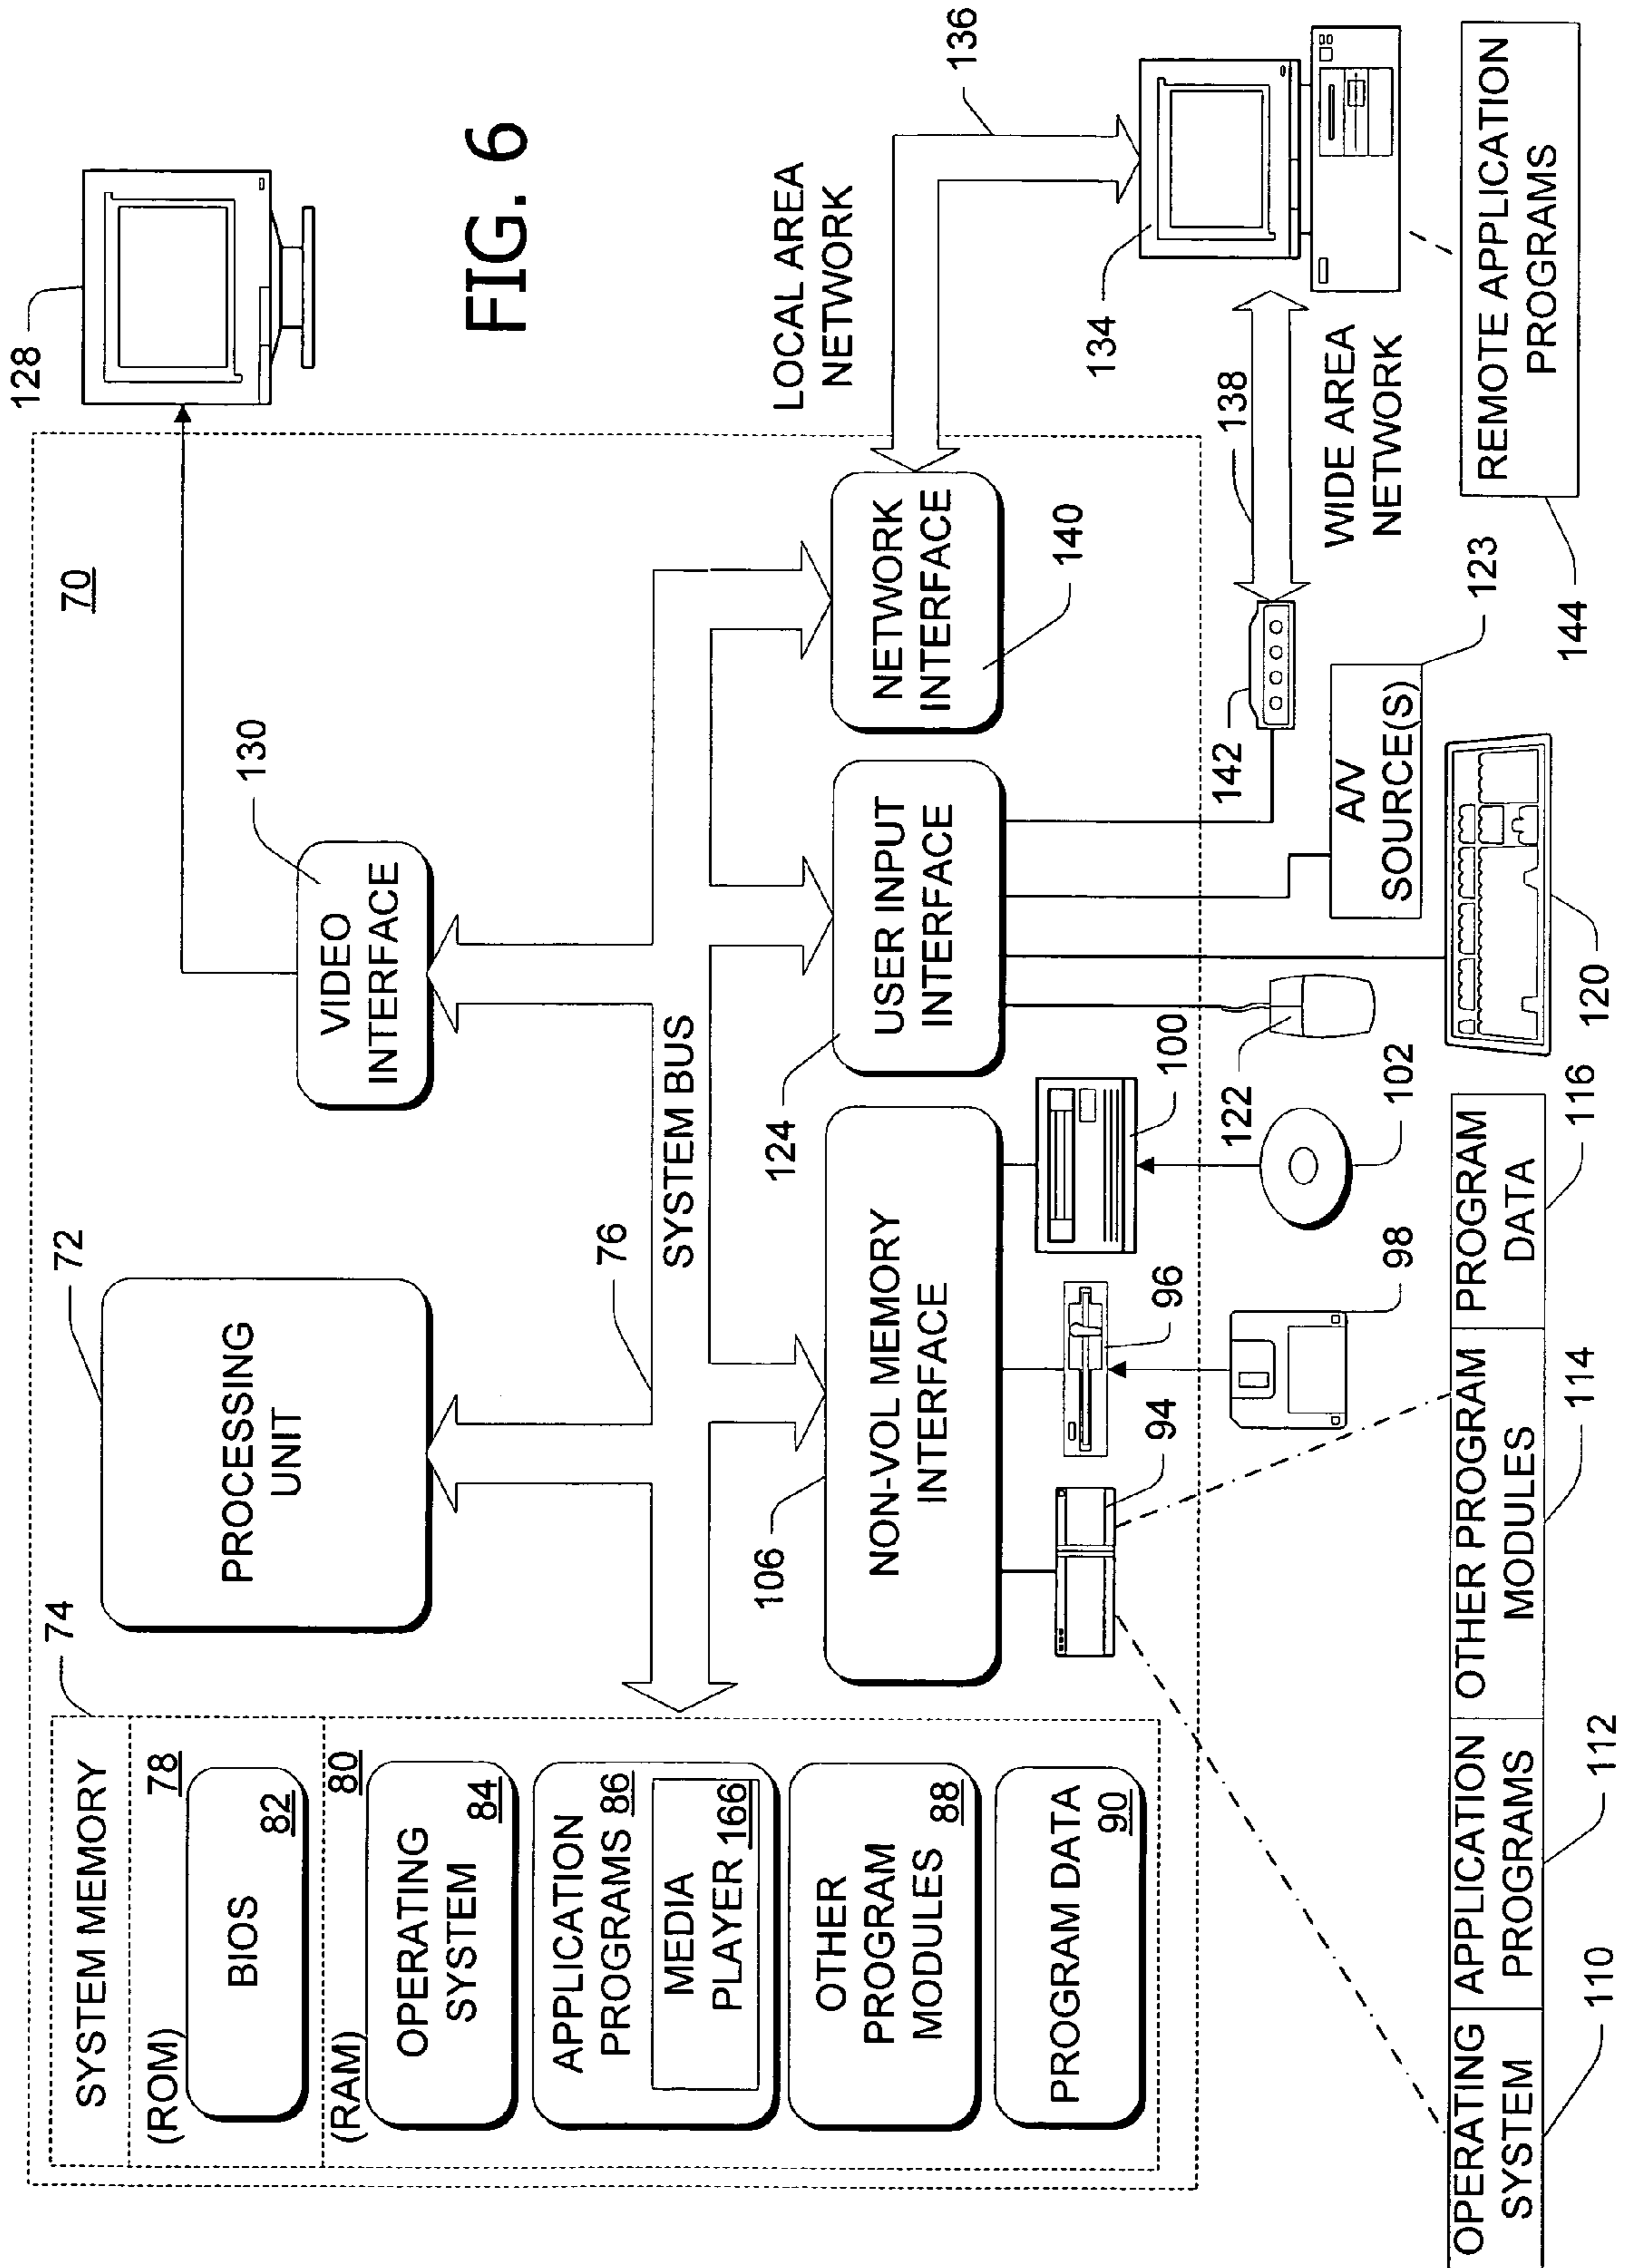 128
FIG. 6
70
72
74
130
VIDEO
INTERFACE
PROCESSING
UNIT
SYSTEM MEMORY
(ROM) 78
BIOS
82
(RAM) 80
OPERATING
SYSTEM 84
APPLICATION
PROGRAMS 86
MEDIA
PLAYER 166
OTHER
PROGRAM
MODULES 88
PROGRAM DATA
90
76
SYSTEM BUS
106
NON-VOL MEMORY
INTERFACE
124
USER INPUT
INTERFACE
NETWORK
INTERFACE
140
LOCAL AREA
NETWORK
136
134
94
96
100
98
102
122
142
138
WIDE AREA
NETWORK
A/V
SOURCE(S)
123
120
OPERATING
SYSTEM
110
APPLICATION
PROGRAMS
112
OTHER PROGRAM
MODULES
114
PROGRAM
DATA
116
REMOTE APPLICATION
PROGRAMS
144